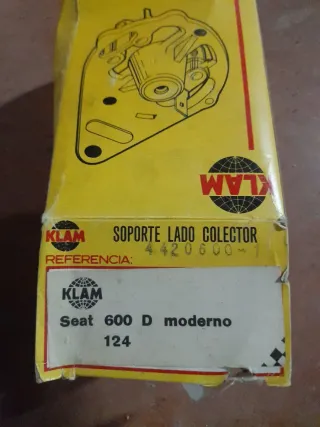 KLAM
KLAM
SOPORTE LADO COLECTOR
4420600-1
REFERENCIA:
KLAM
Seat 600 D moderno
124